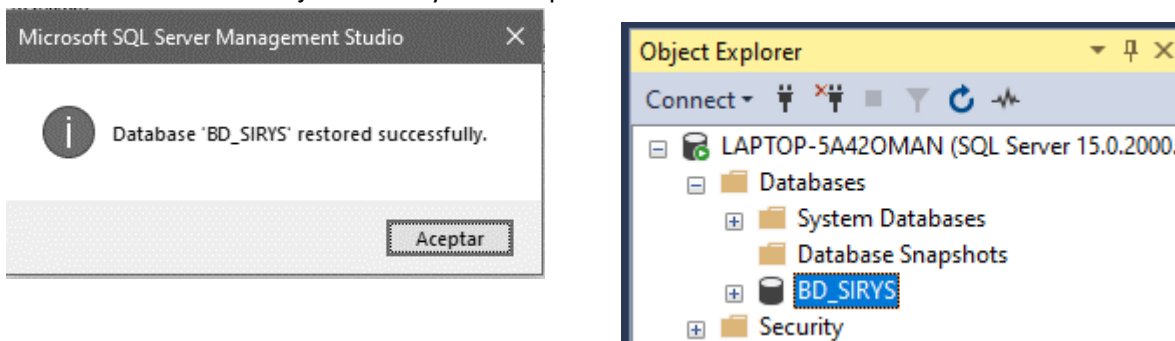 Microsoft SQL Server Management Studio
Database 'BD_SIRYS' restored successfully.
Aceptar
Object Explorer
Connect
LAPTOP-5A42OMAN (SQL Server 15.0.2000.
Databases
System Databases
Database Snapshots
BD_SIRYS
Security